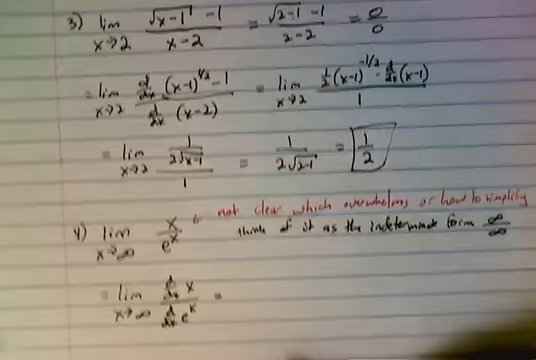 3) lim x→2 (√(x-1) - 1)/(x-2) = (√(2-1) - 1)/(2-2) = 0/0
= lim x→2 (d/dx (x-1)^(1/2) - 1)/(d/dx (x-2)) = lim x→2 (1/2 (x-1)^(-1/2) · d/dx (x-1))/1
= lim x→2 (1/(2√(x-1)))/1 = 1/(2√(2-1)) = 1/2
not clear which overwhelms or how to simplify
4) lim x→∞ x/e^x think of it as the indeterminate form ∞/∞
= lim x→∞ (d/dx x)/(d/dx e^x) =